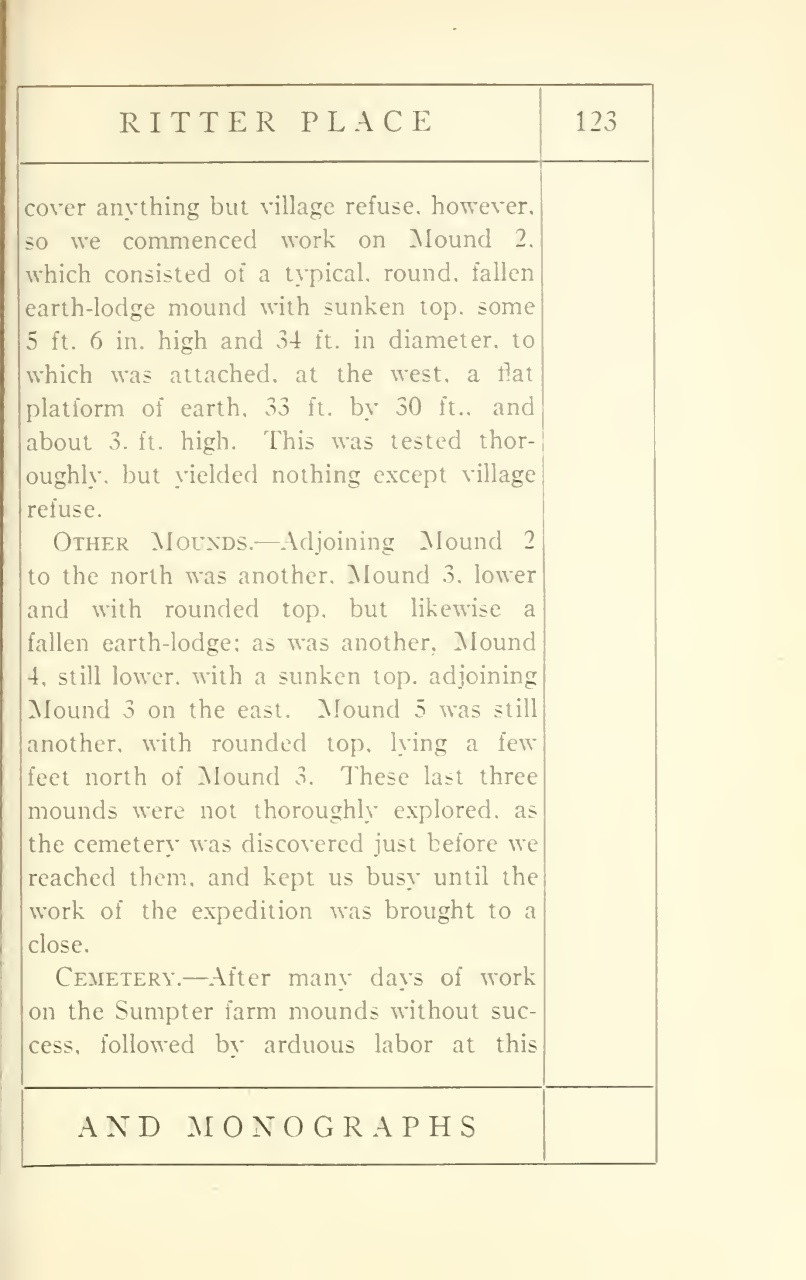 RITTER PLACE
123
cover anything but village refuse, however,
so we commenced work on Mound 2,
which consisted of a typical, round, fallen
earth-lodge mound with sunken top, some
5 ft. 6 in. high and 34 ft. in diameter, to
which was attached, at the west, a flat
platform of earth, 33 ft. by 30 ft., and
about 3. ft. high. This was tested thor-
oughly, but yielded nothing except village
refuse.
OTHER MOUNDS.—Adjoining Mound 2
to the north was another, Mound 3, lower
and with rounded top, but likewise a
fallen earth-lodge; as was another, Mound
4, still lower, with a sunken top, adjoining
Mound 3 on the east. Mound 5 was still
another, with rounded top, lying a few
feet north of Mound 3. These last three
mounds were not thoroughly explored, as
the cemetery was discovered just before we
reached them, and kept us busy until the
work of the expedition was brought to a
close.
CEMETERY.—After many days of work
on the Sumpter farm mounds without suc-
cess, followed by arduous labor at this
AND MONOGRAPHS